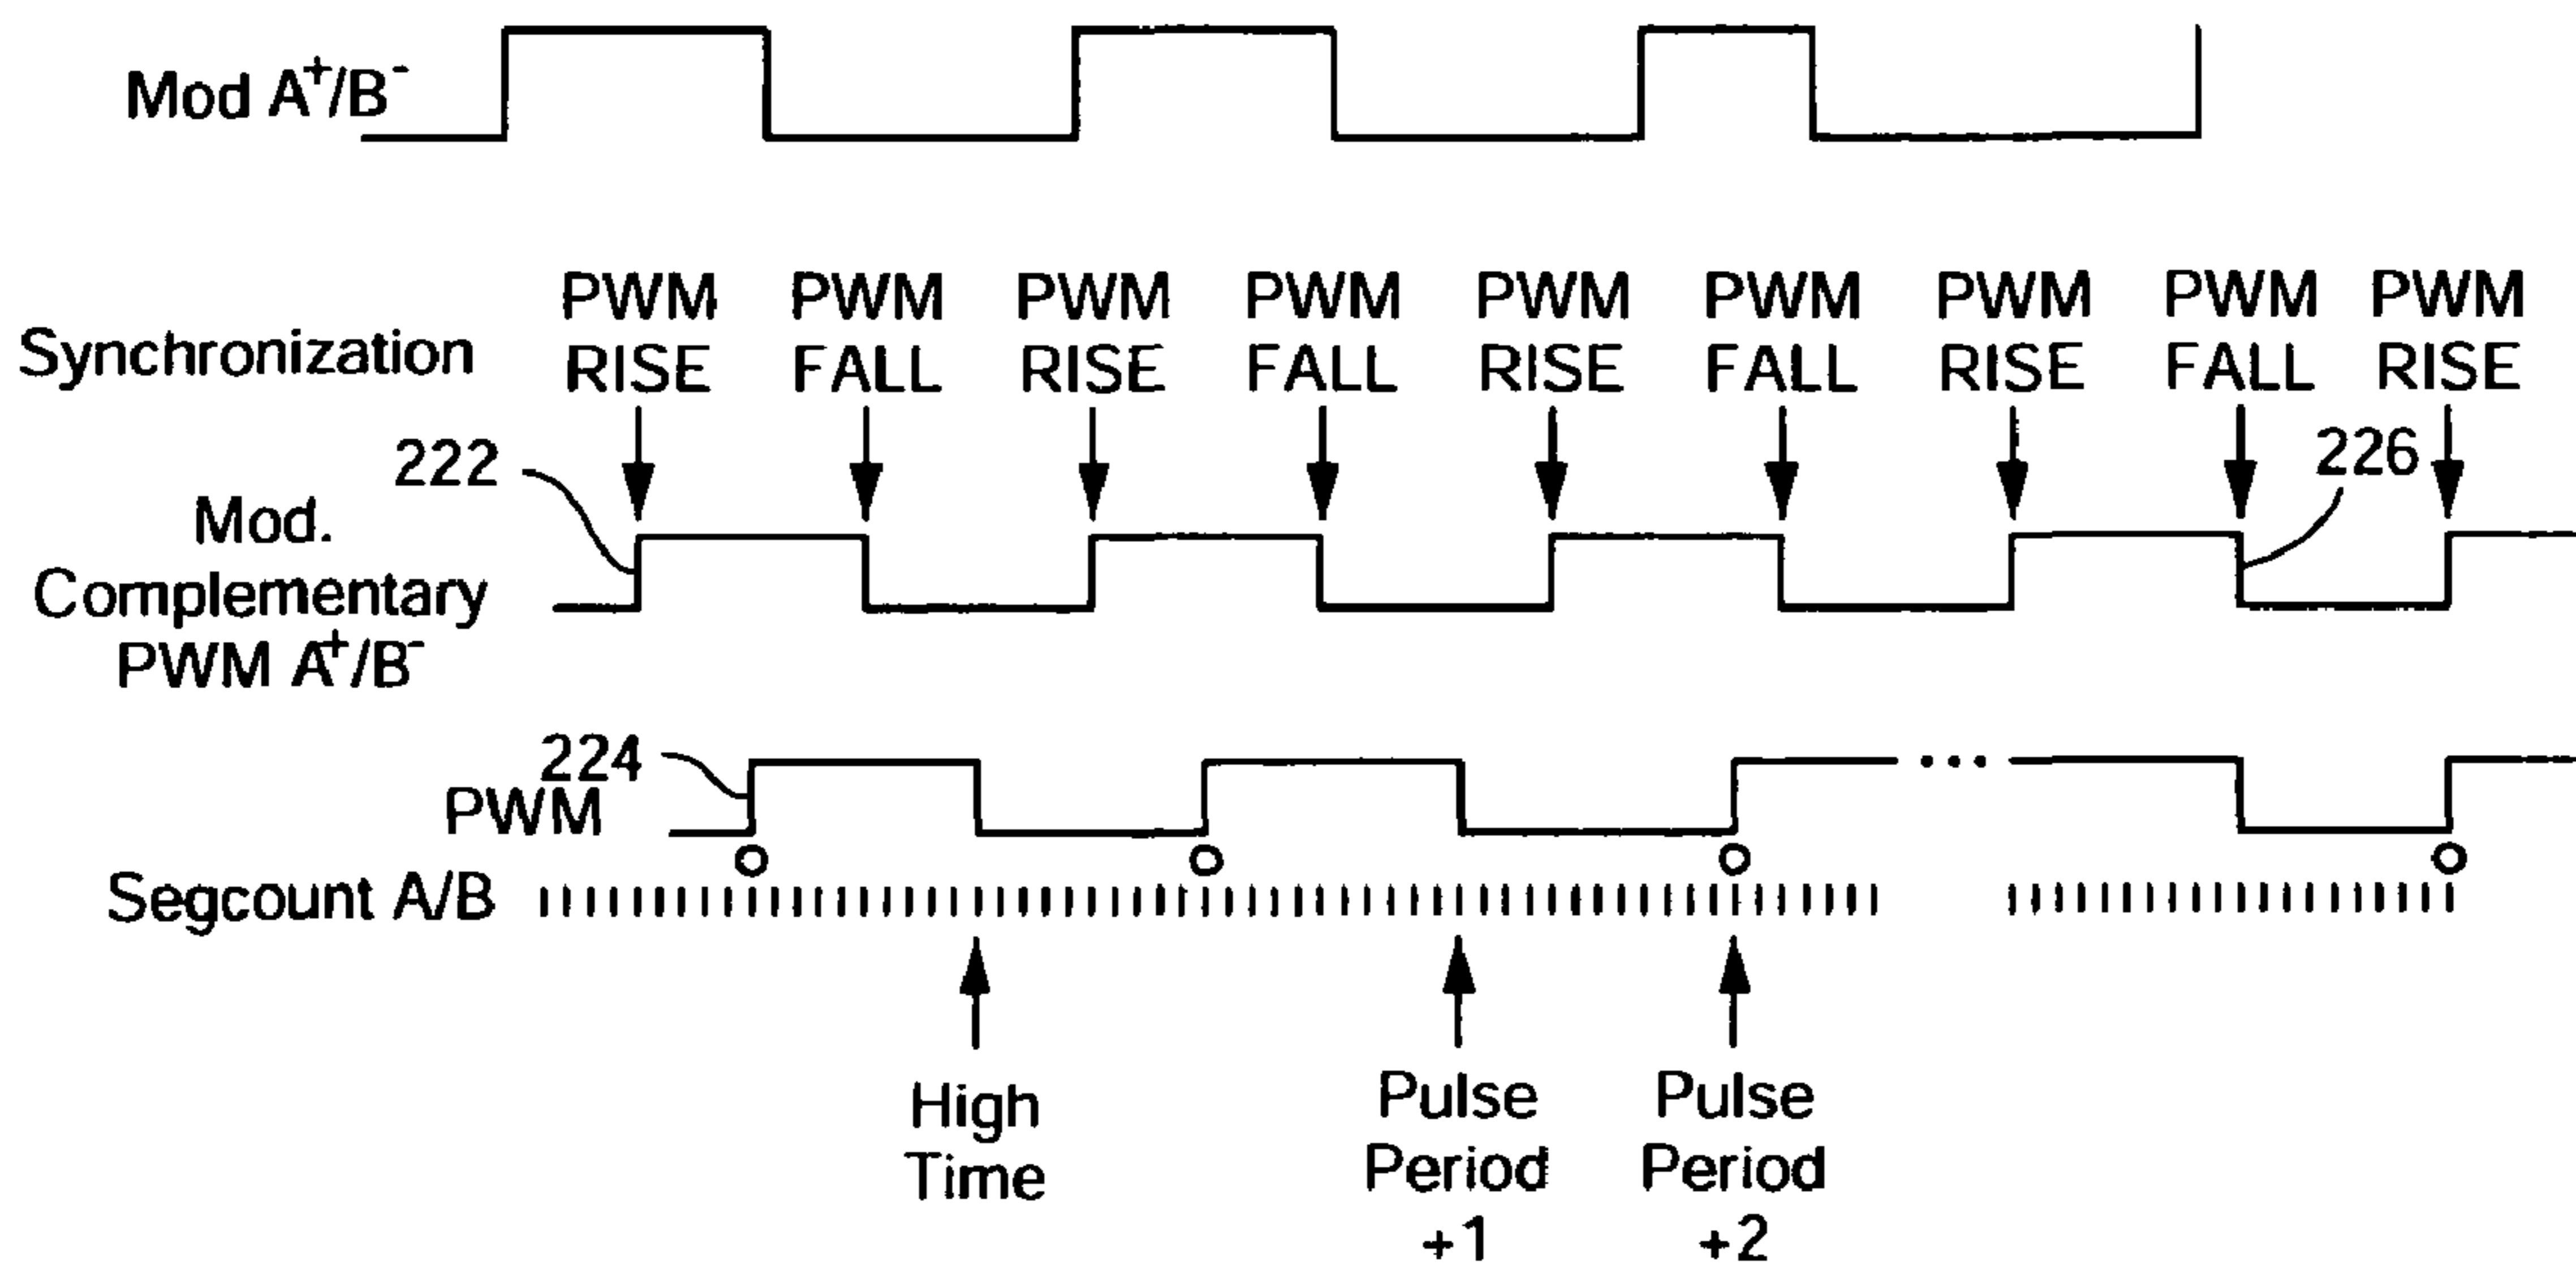 Mod A+/B-
Synchronization
PWM RISE
PWM FALL
PWM RISE
PWM FALL
PWM RISE
PWM FALL
PWM RISE
PWM FALL
PWM RISE
222
226
Mod.
Complementary
PWM A+/B-
224
PWM
Segcount A/B
High
Time
Pulse
Period
+1
Pulse
Period
+2